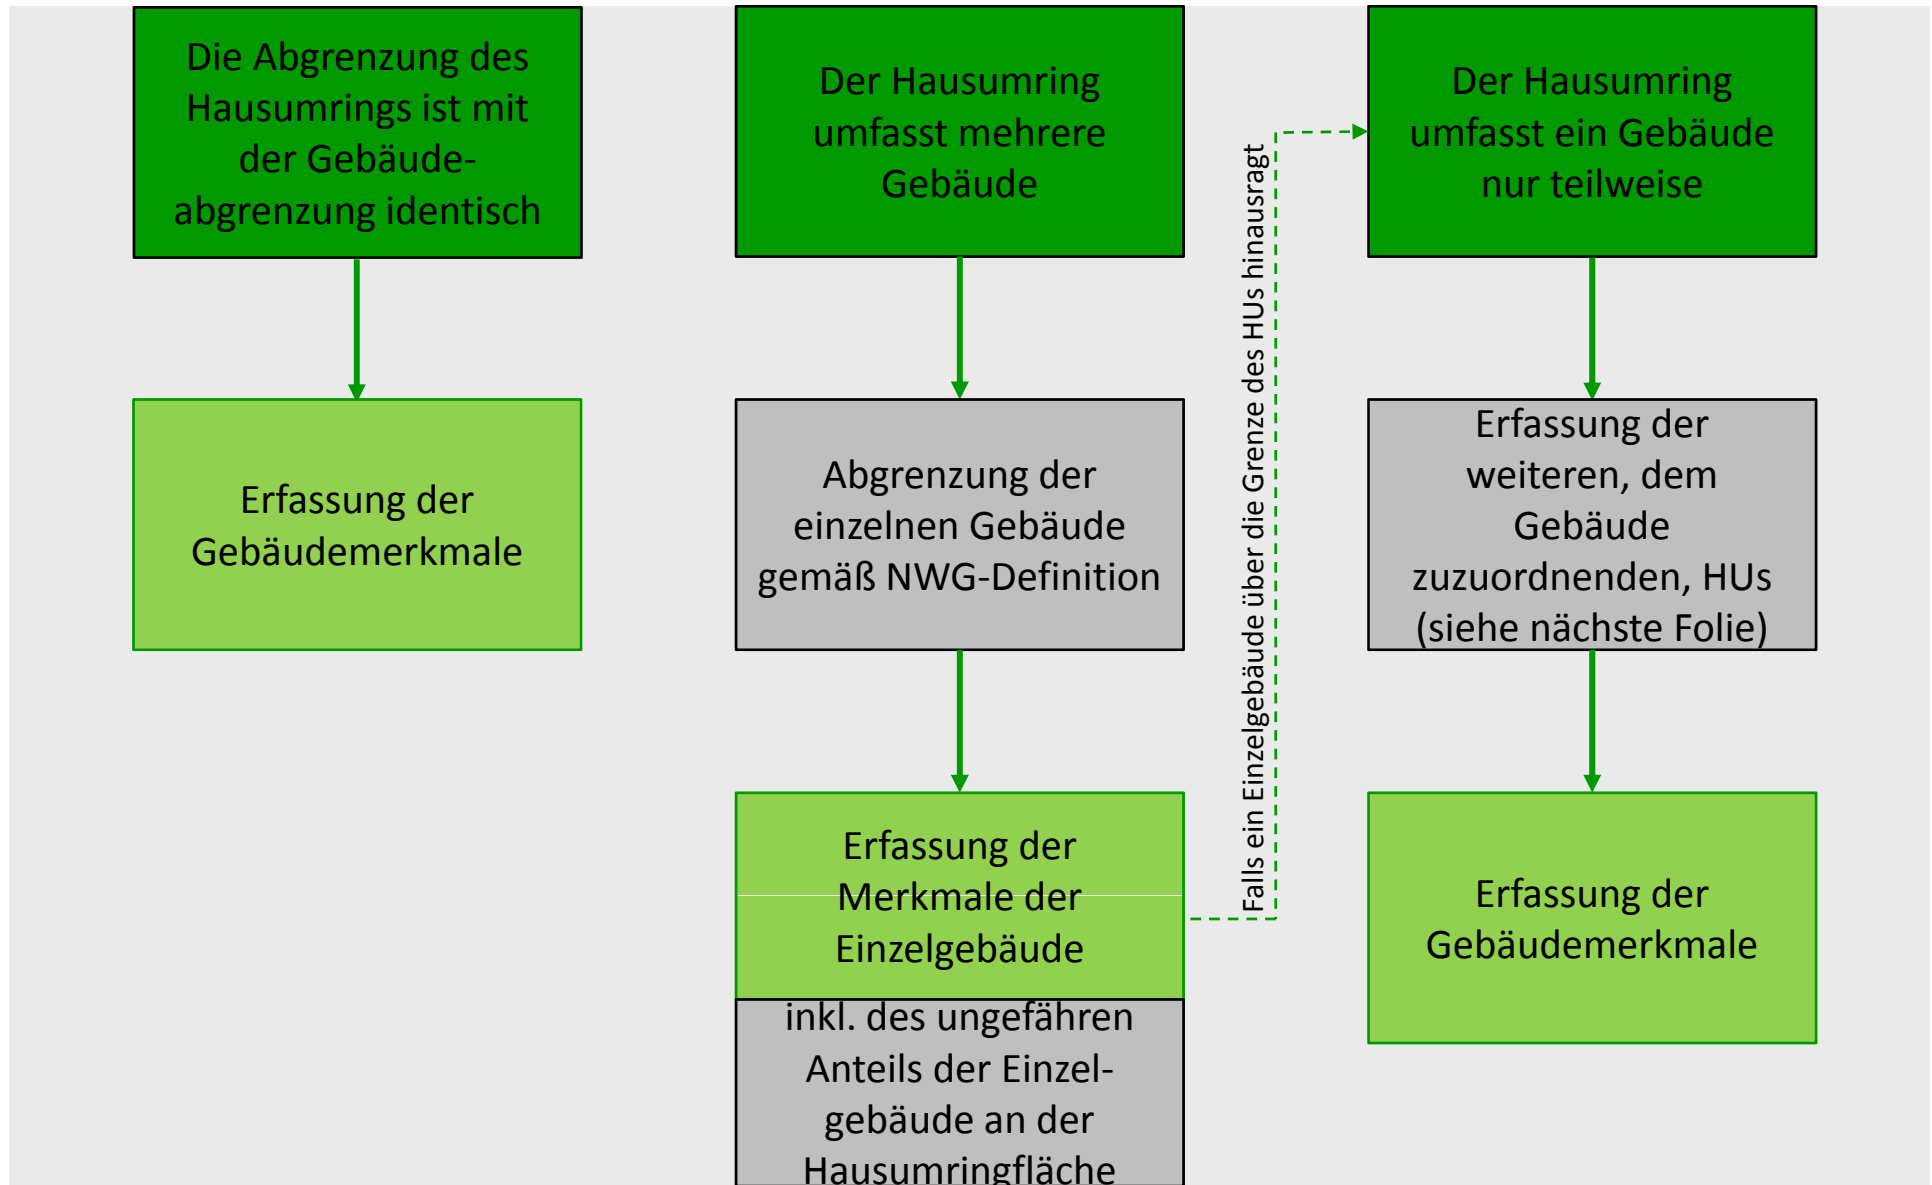 Die Abgrenzung des
Hausumrings ist mit
der Gebäude-
abgrenzung identisch
Erfassung der
Gebäudemerkmale
Der Hausumring
umfasst mehrere
Gebäude
Abgrenzung der
einzelnen Gebäude
gemäß NWG-Definition
Erfassung der
Merkmale der
Einzelgebäude
inkl. des ungefähren
Anteils der Einzel-
gebäude an der
Hausumringfläche
Falls ein Einzelgebäude über die Grenze des HUs hinausragt
Der Hausumring
umfasst ein Gebäude
nur teilweise
Erfassung der
weiteren, dem
Gebäude
zuzuordnenden, HUs
(siehe nächste Folie)
Erfassung der
Gebäudemerkmale